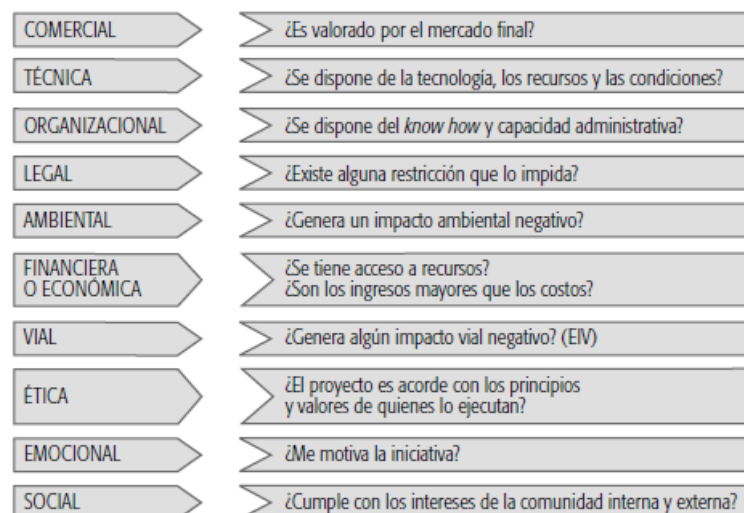 COMERCIAL
¿Es valorado por el mercado final?
TÉCNICA
¿Se dispone de la tecnología, los recursos y las condiciones?
ORGANIZACIONAL
¿Se dispone del know how y capacidad administrativa?
LEGAL
¿Existe alguna restricción que lo impida?
AMBIENTAL
¿Genera un impacto ambiental negativo?
FINANCIERA
O ECONÓMICA
¿Se tiene acceso a recursos?
¿Son los ingresos mayores que los costos?
VIAL
¿Genera algún impacto vial negativo? (EIV)
ÉTICA
¿El proyecto es acorde con los principios
y valores de quienes lo ejecutan?
EMOCIONAL
¿Me motiva la iniciativa?
SOCIAL
¿Cumple con los intereses de la comunidad interna y externa?